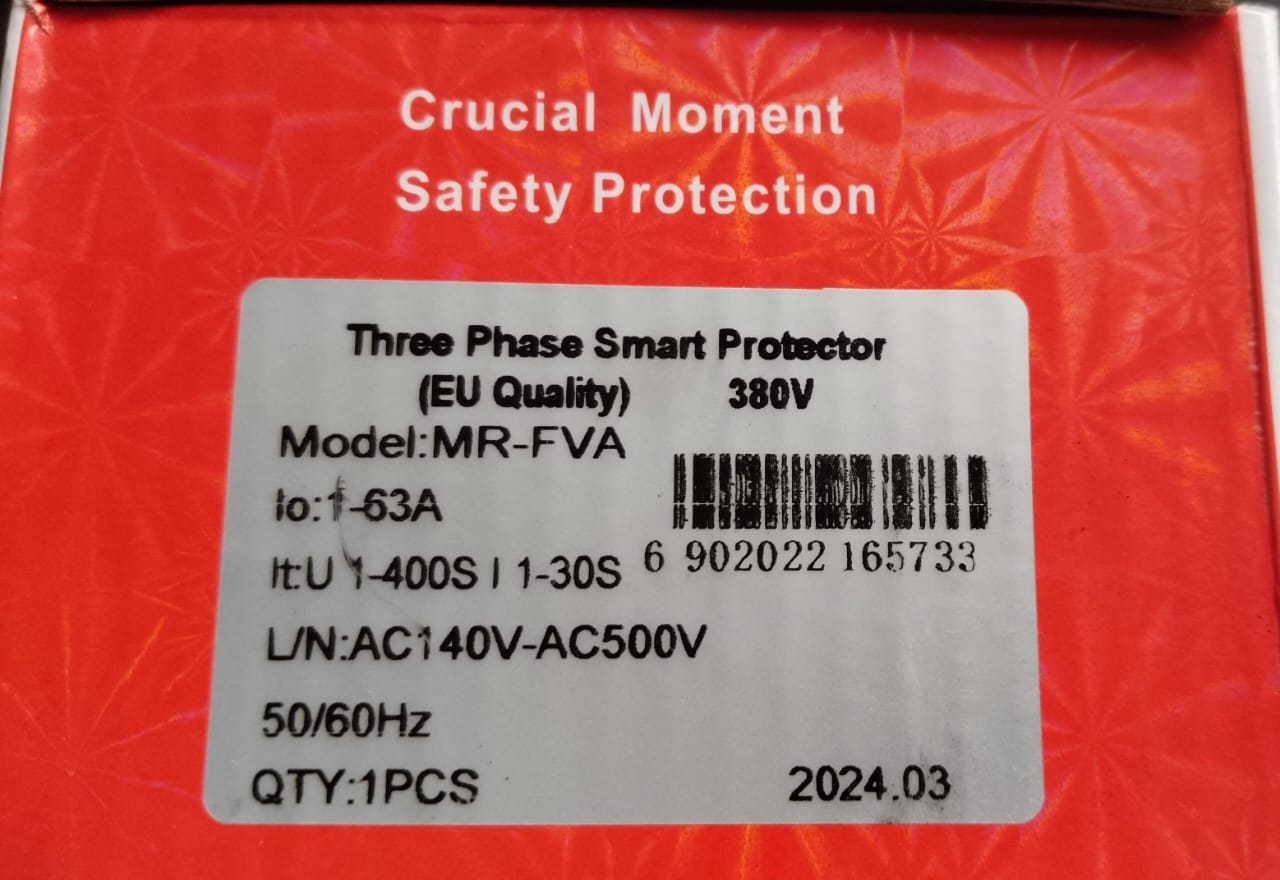 Crucial Moment
Safety Protection
Three Phase Smart Protector
(EU Quality) 380V
Model:MR-FVA
Io:1-63A
It:U 1-400S I 1-30S
6 902022 165733
L/N:AC140V-AC500V
50/60Hz
QTY:1PCS 2024.03